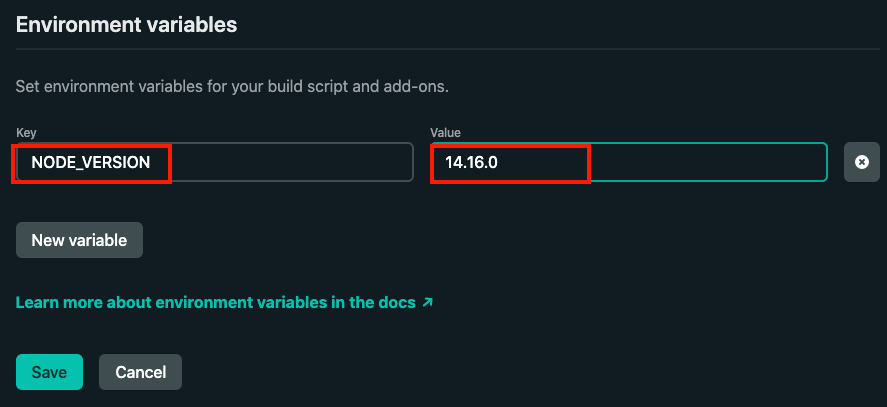 Environment variables
Set environment variables for your build script and add-ons.
Key
Value
NODE_VERSION
14.16.0
New variable
Learn more about environment variables in the docs ↗
Save
Cancel